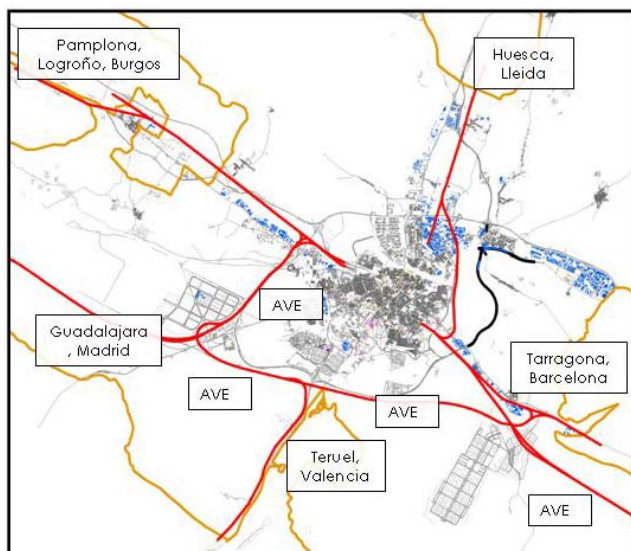 Pamplona,
Logroño, Burgos
Huesca,
Lleida
AVE
Guadalajara
, Madrid
Tarragona,
Barcelona
AVE
AVE
Teruel,
Valencia
AVE